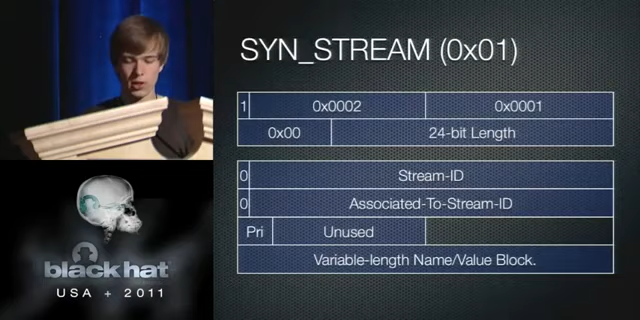 SYN_STREAM (0x01)
1 0x0002 0x0001
0x00 24-bit Length
0 Stream-ID
0 Associated-To-Stream-ID
Pri Unused
Variable-length Name/Value Block.
black hat
USA + 2011